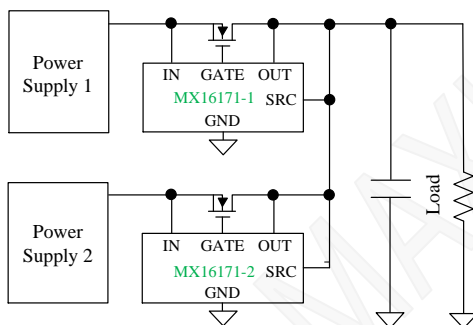 Power
Supply 1
IN GATE OUT
MX16171-1 SRC
GND
Power
Supply 2
IN GATE OUT
MX16171-2 SRC
GND
Load